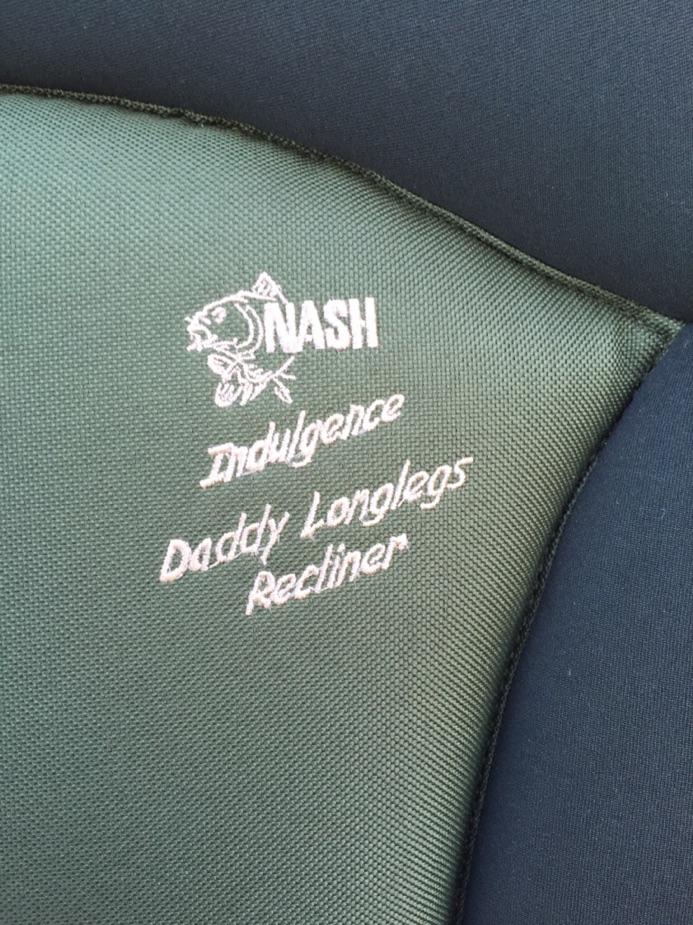 NASH
Indulgence
Daddy Longlegs
Recliner